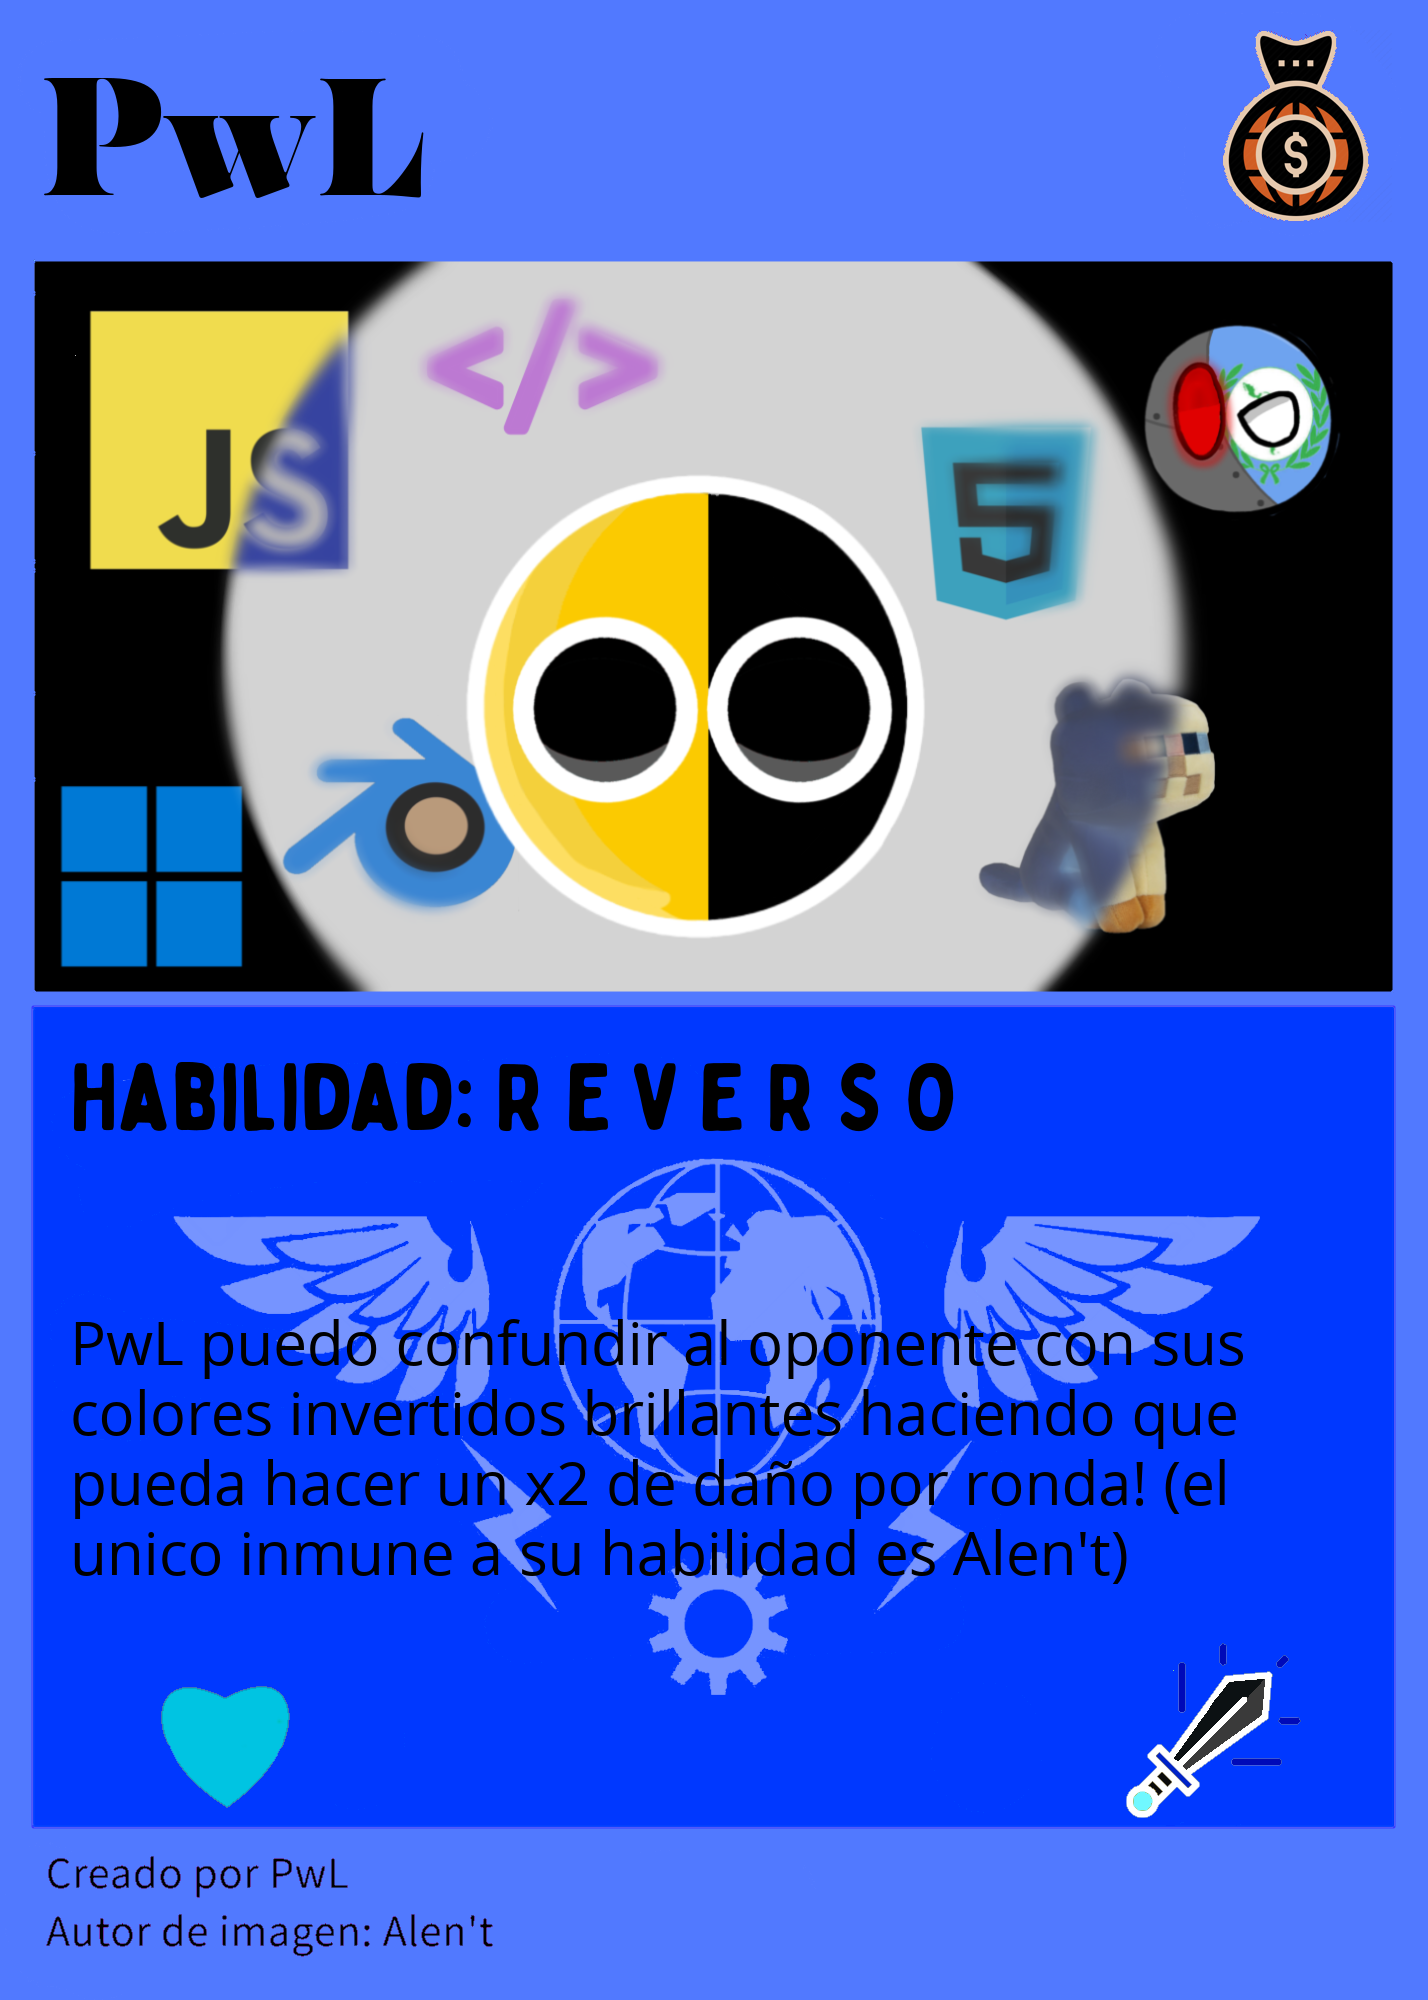 PwL
$
JS
</>
5
HABILIDAD: R E V E R S O
PwL puedo confundir al oponente con sus
colores invertidos brillantes haciendo que
pueda hacer un x2 de daño por ronda! (el
unico inmune a su habilidad es Alen't)
Creado por PwL
Autor de imagen: Alen't